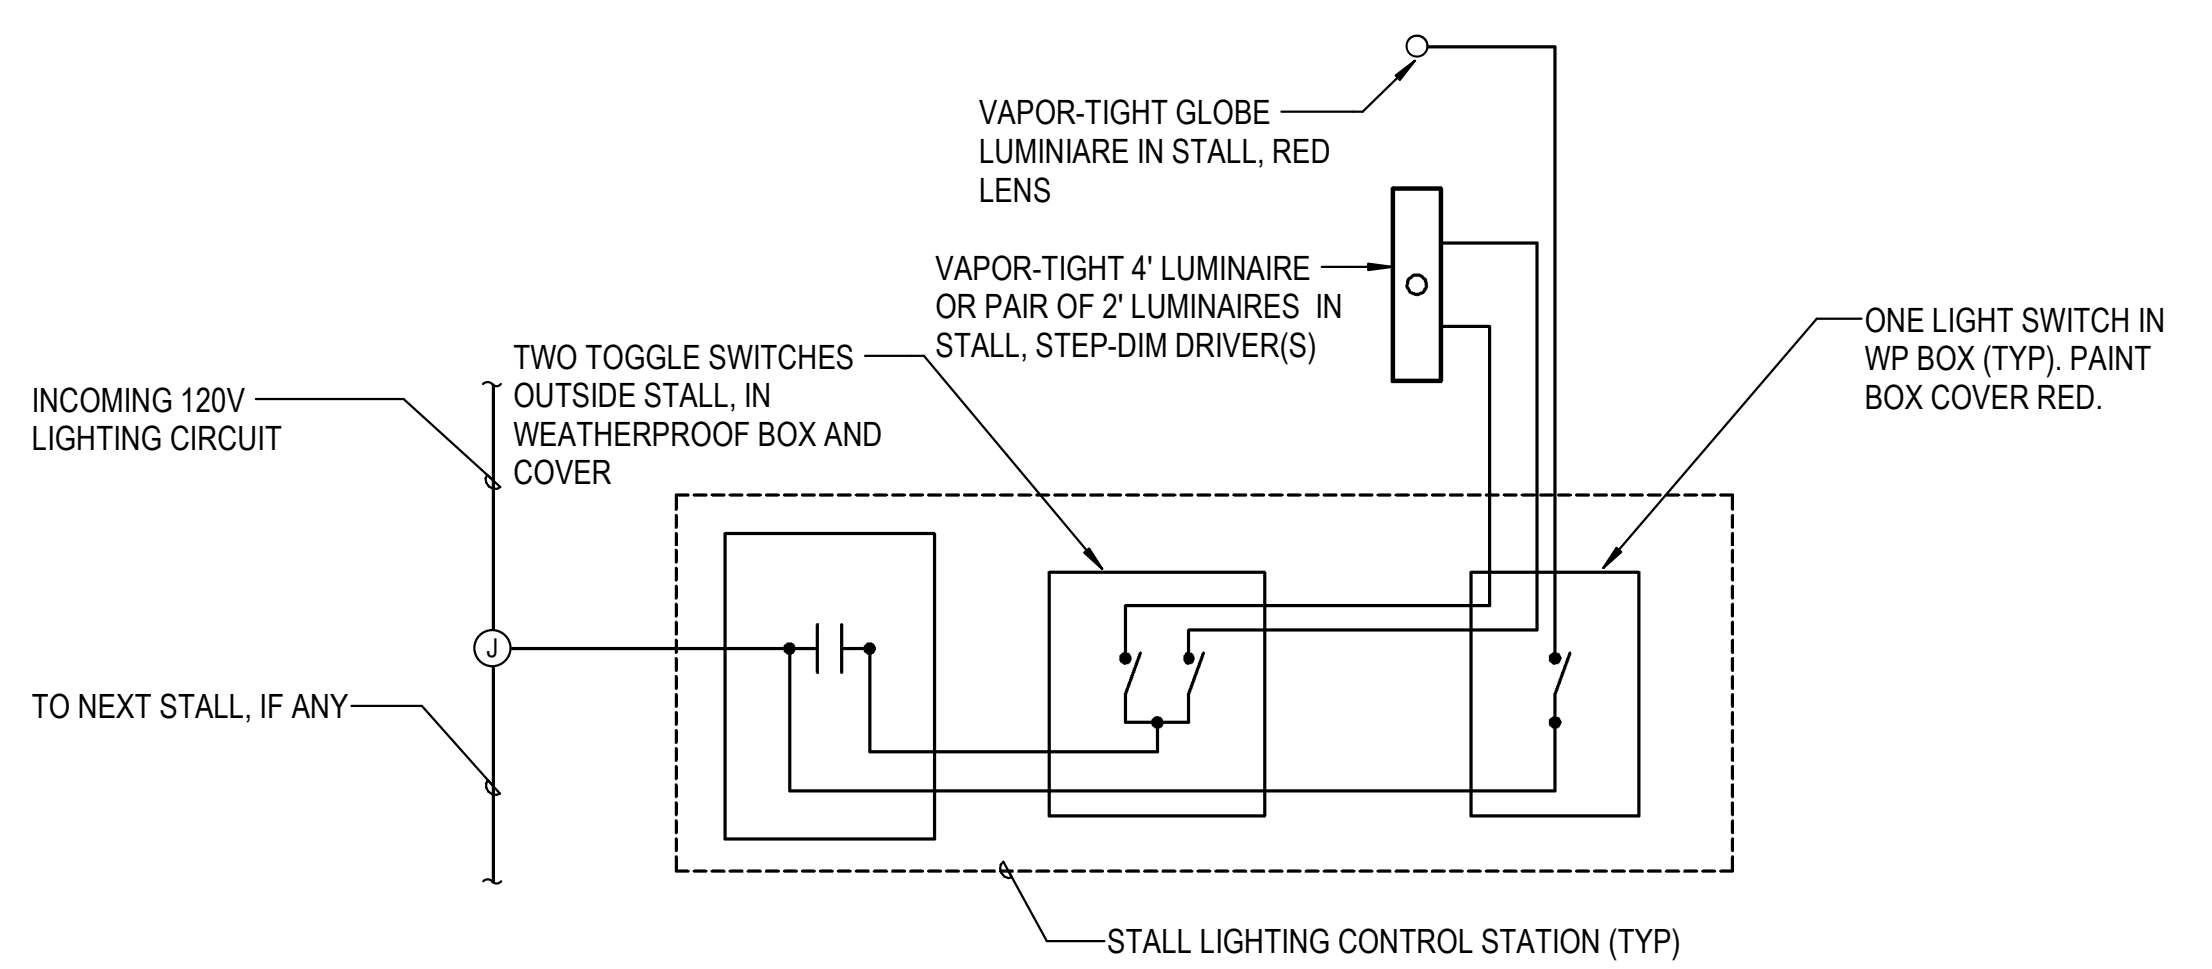 VAPOR-TIGHT GLOBE
LUMINIARE IN STALL, RED
LENS
VAPOR-TIGHT 4' LUMINAIRE
OR PAIR OF 2' LUMINAIRES IN
STALL, STEP-DIM DRIVER(S)
ONE LIGHT SWITCH IN
WP BOX (TYP). PAINT
BOX COVER RED.
TWO TOGGLE SWITCHES
OUTSIDE STALL, IN
WEATHERPROOF BOX AND
COVER
INCOMING 120V
LIGHTING CIRCUIT
J
TO NEXT STALL, IF ANY
STALL LIGHTING CONTROL STATION (TYP)